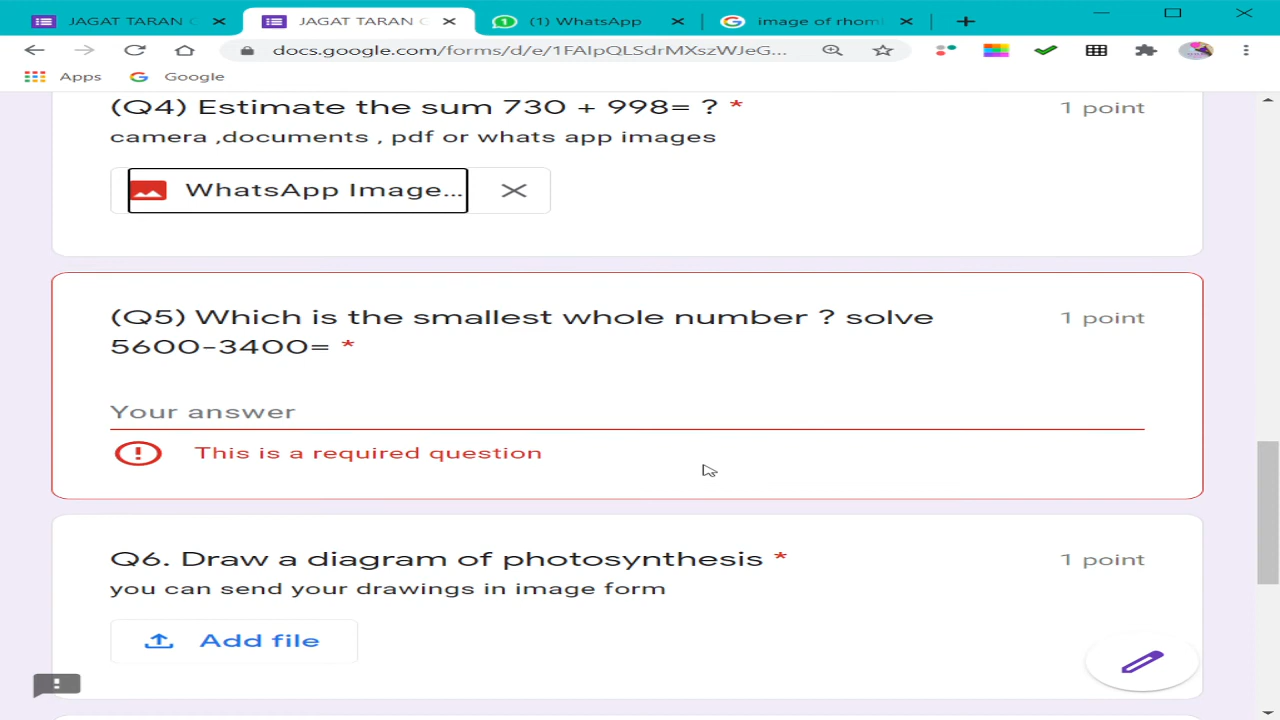 JAGAT TARAN G
JAGAT TARAN G
(1) WhatsApp
image of rhom
docs.google.com/forms/d/e/1FAIpQLSdrMXszWJeG...
Apps
Google
(Q4) Estimate the sum 730 + 998= ? *
1 point
camera ,documents , pdf or whats app images
WhatsApp Image...
(Q5) Which is the smallest whole number ? solve
5600-3400= *
1 point
Your answer
This is a required question
Q6. Draw a diagram of photosynthesis *
1 point
you can send your drawings in image form
Add file